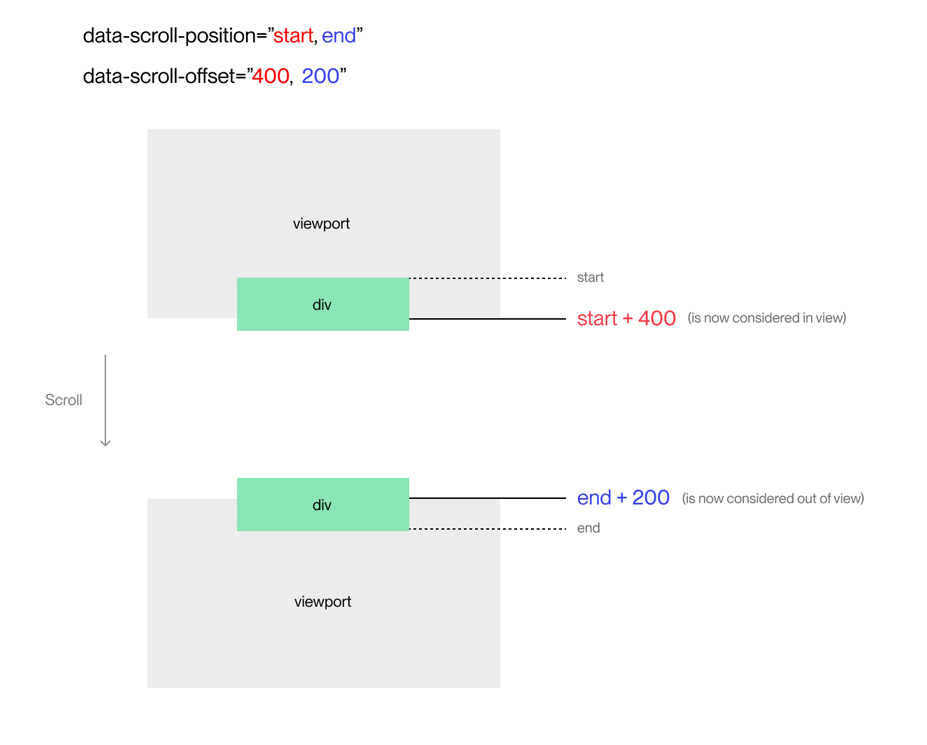 data-scroll-position=”start, end”
data-scroll-offset=”400, 200”
viewport
start
div
start + 400 (is now considered in view)
Scroll
end + 200 (is now considered out of view)
div
end
viewport